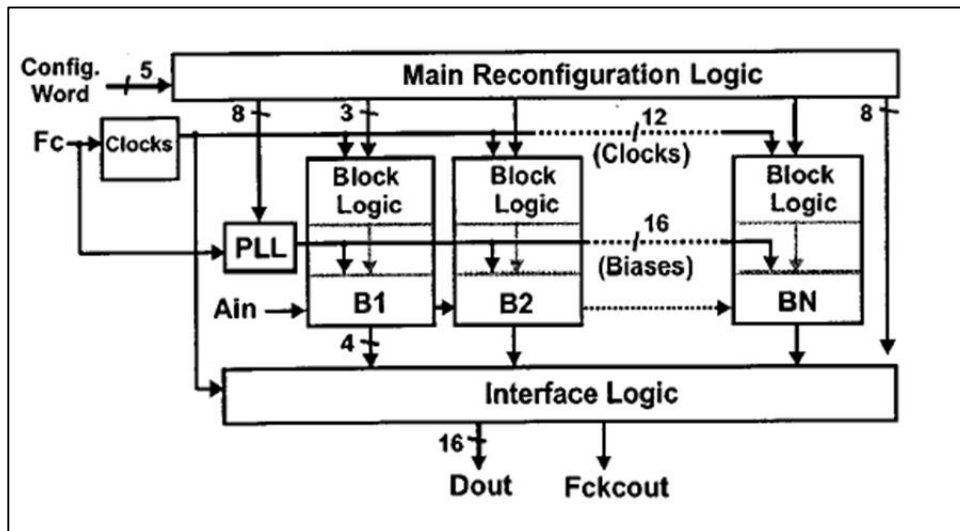 Config.
Word
5
Main Reconfiguration Logic
8
3
12
8
Fc
Clocks
(Clocks)
Block
Logic
Block
Logic
Block
Logic
PLL
16
(Biases)
Ain
B1
B2
BN
4
Interface Logic
16
Dout
Fckcout